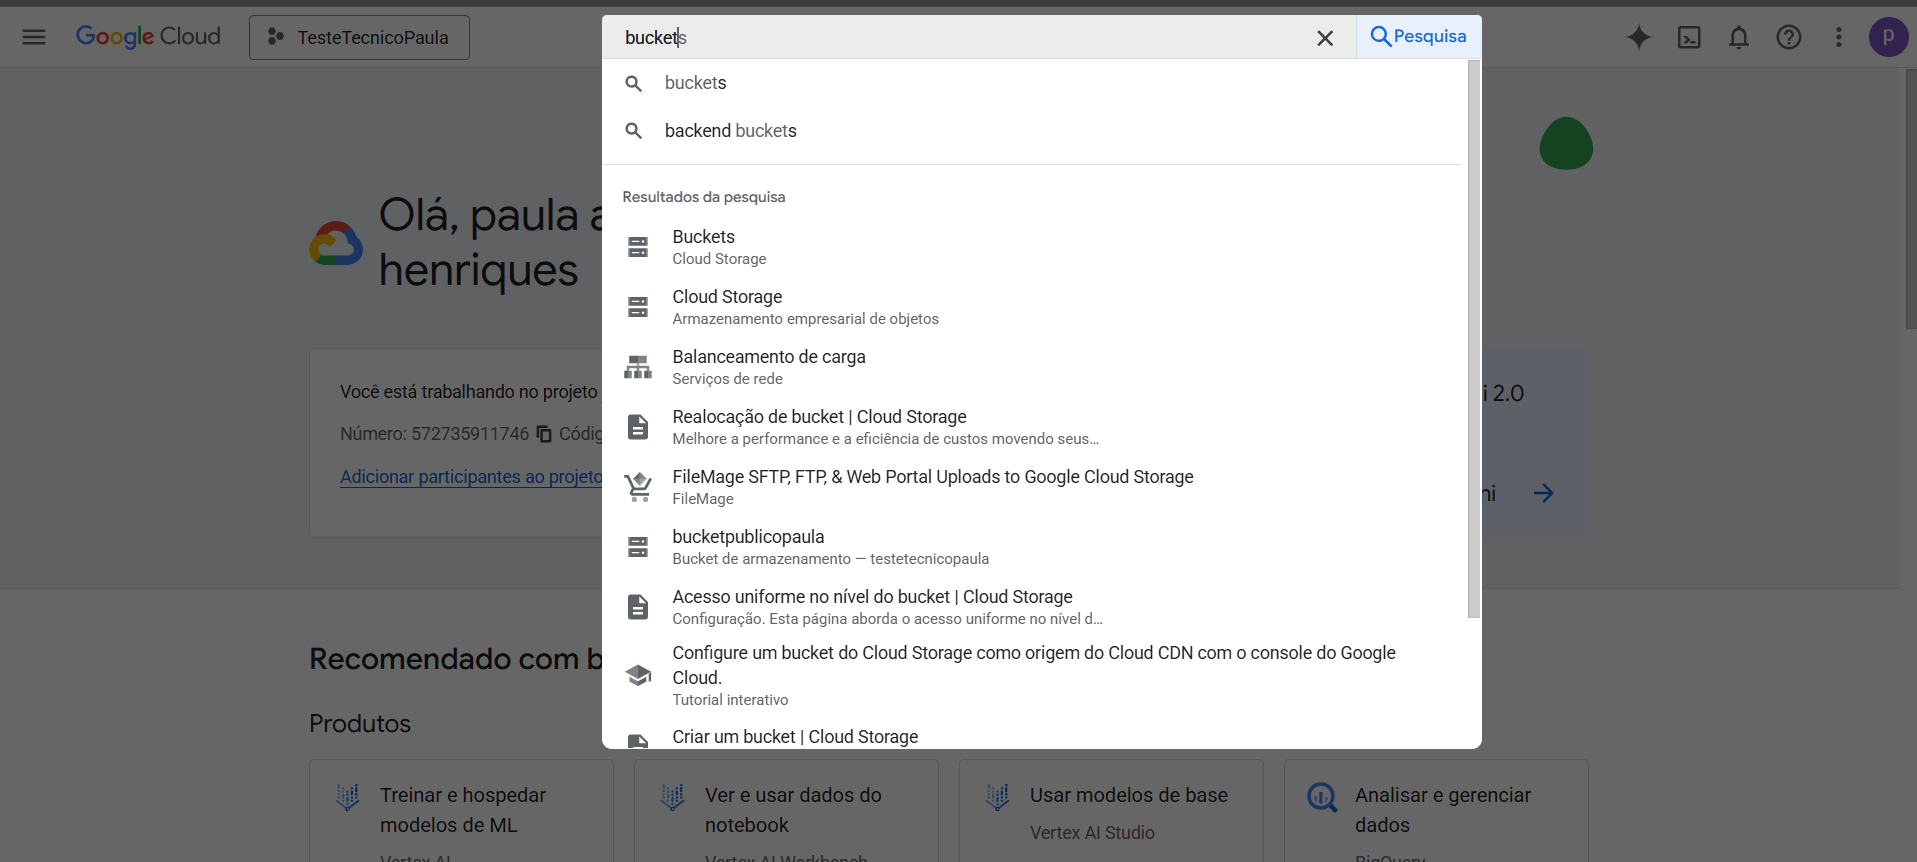 Google Cloud
TesteTecnicoPaula
buckets
Pesquisa
p
buckets
backend buckets
Resultados da pesquisa
Buckets
Cloud Storage
Cloud Storage
Armazenamento empresarial de objetos
Balanceamento de carga
Serviços de rede
Realocação de bucket | Cloud Storage
Melhore a performance e a eficiência de custos movendo seus...
FileMage SFTP, FTP, & Web Portal Uploads to Google Cloud Storage
FileMage
bucketpublicopaula
Bucket de armazenamento — testetecnicopaula
Acesso uniforme no nível do bucket | Cloud Storage
Configuração. Esta página aborda o acesso uniforme no nível d...
Configure um bucket do Cloud Storage como origem do Cloud CDN com o console do Google
Cloud.
Tutorial interativo
Criar um bucket | Cloud Storage
Olá, paula a
henriques
Você está trabalhando no projeto
Número: 572735911746 Códig
Adicionar participantes ao projeto
i 2.0
ni
Recomendado com b
Produtos
Treinar e hospedar
modelos de ML
Vertex AI
Ver e usar dados do
notebook
Vertex AI Workbench
Usar modelos de base
Vertex AI Studio
Analisar e gerenciar
dados
BigQuery